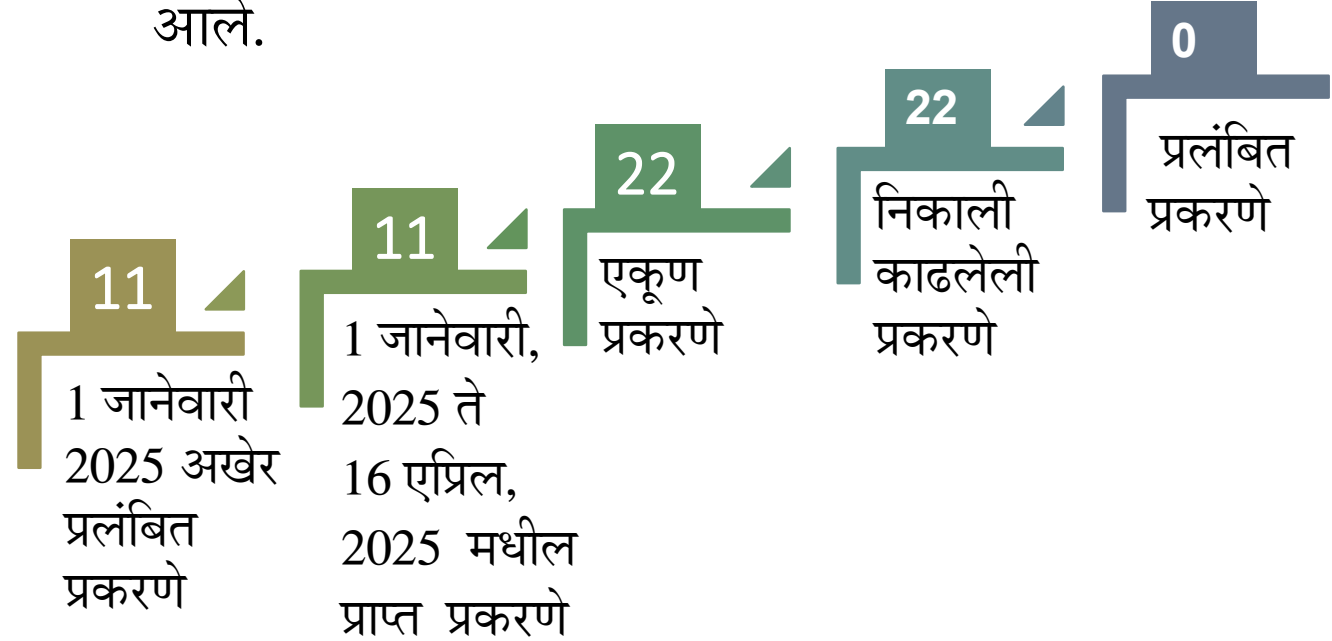 आले.
11
1 जानेवारी
2025 अखेर
प्रलंबित
प्रकरणे
11
1 जानेवारी,
2025 ते
16 एप्रिल,
2025 मधील
प्राप्त प्रकरणे
22
एकूण
प्रकरणे
22
निकाली
काढलेली
प्रकरणे
0
प्रलंबित
प्रकरणे